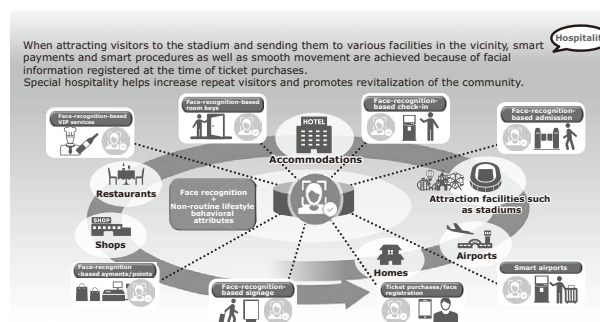 Hospitality
When attracting visitors to the stadium and sending them to various facilities in the vicinity, smart
payments and smart procedures as well as smooth movement are achieved because of facial
information registered at the time of ticket purchases.
Special hospitality helps increase repeat visitors and promotes revitalization of the community.
Face-recognition-based
VIP services
Face-recognition-based
room keys
HOTEL
Accommodations
Face-recognition-
based check-in
Face-recognition-
based admission
Restaurants
Face recognition
+
Non-routine lifestyle
behavioral
attributes
Attraction facilities such
as stadiums
SHOP
Shops
Airports
Homes
Face-recognition
-based ayments/points
Face-recognition-
based signage
Ticket purchases/face
registration
Smart airports